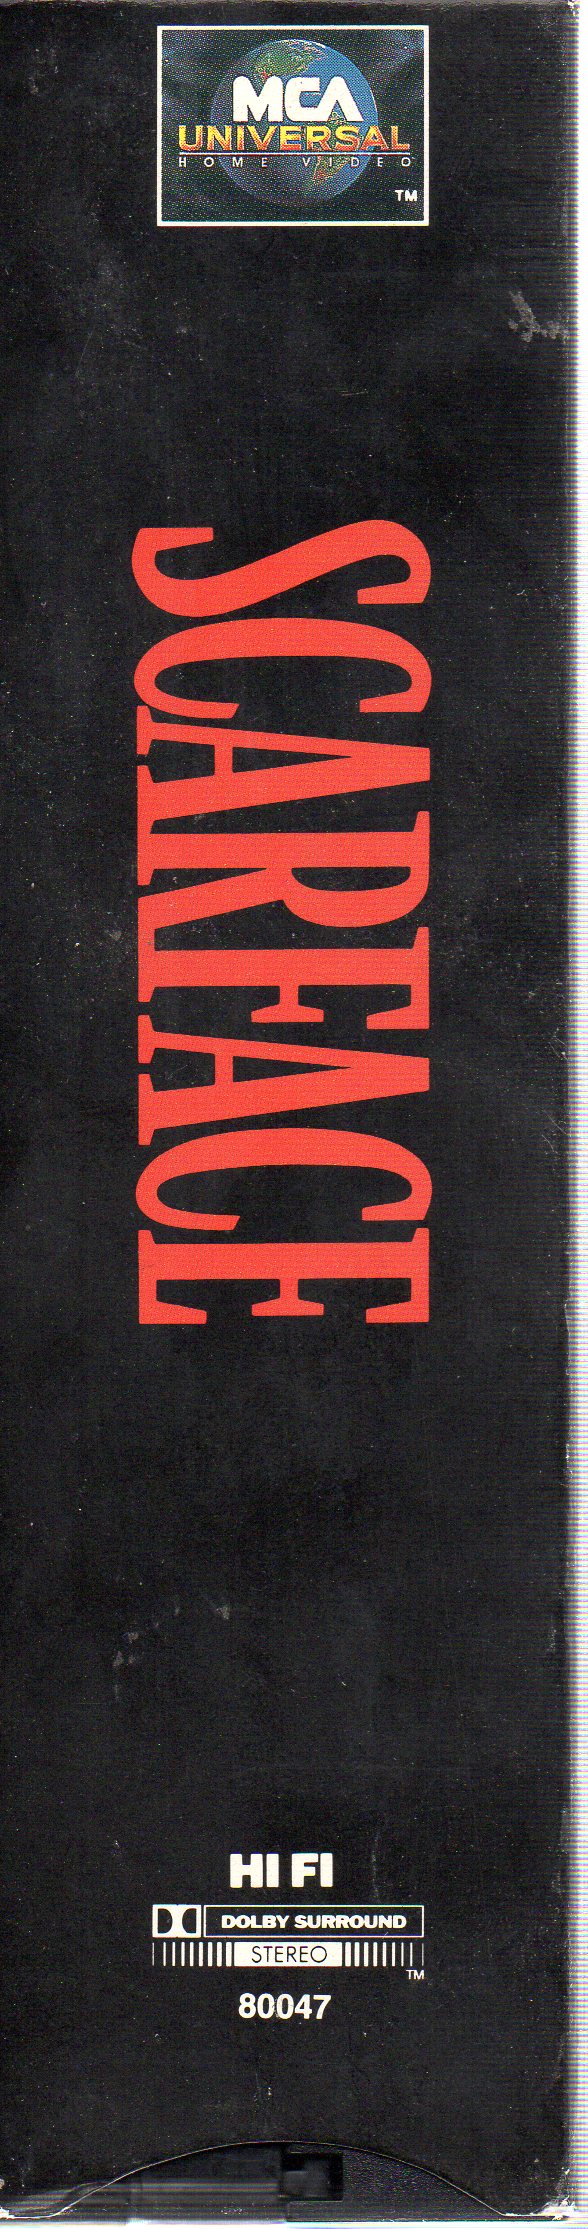 MCA
UNIVERSAL
HOME VIDEO
TM
SCARFACE
HI FI
DOLBY SURROUND
STEREO
TM
80047